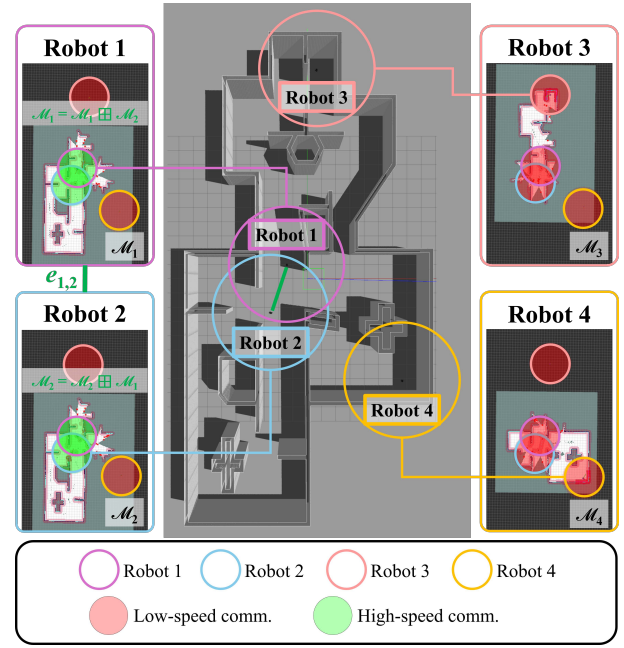 Robot 1
ℳ₁ = ℳ₁ ⊞ ℳ₂
ℳ₁
e₁,₂
Robot 2
ℳ₂ = ℳ₂ ⊞ ℳ₁
ℳ₂
Robot 3
Robot 1
Robot 2
Robot 4
Robot 3
ℳ₃
Robot 4
ℳ₄
Robot 1 Robot 2 Robot 3 Robot 4
Low-speed comm. High-speed comm.